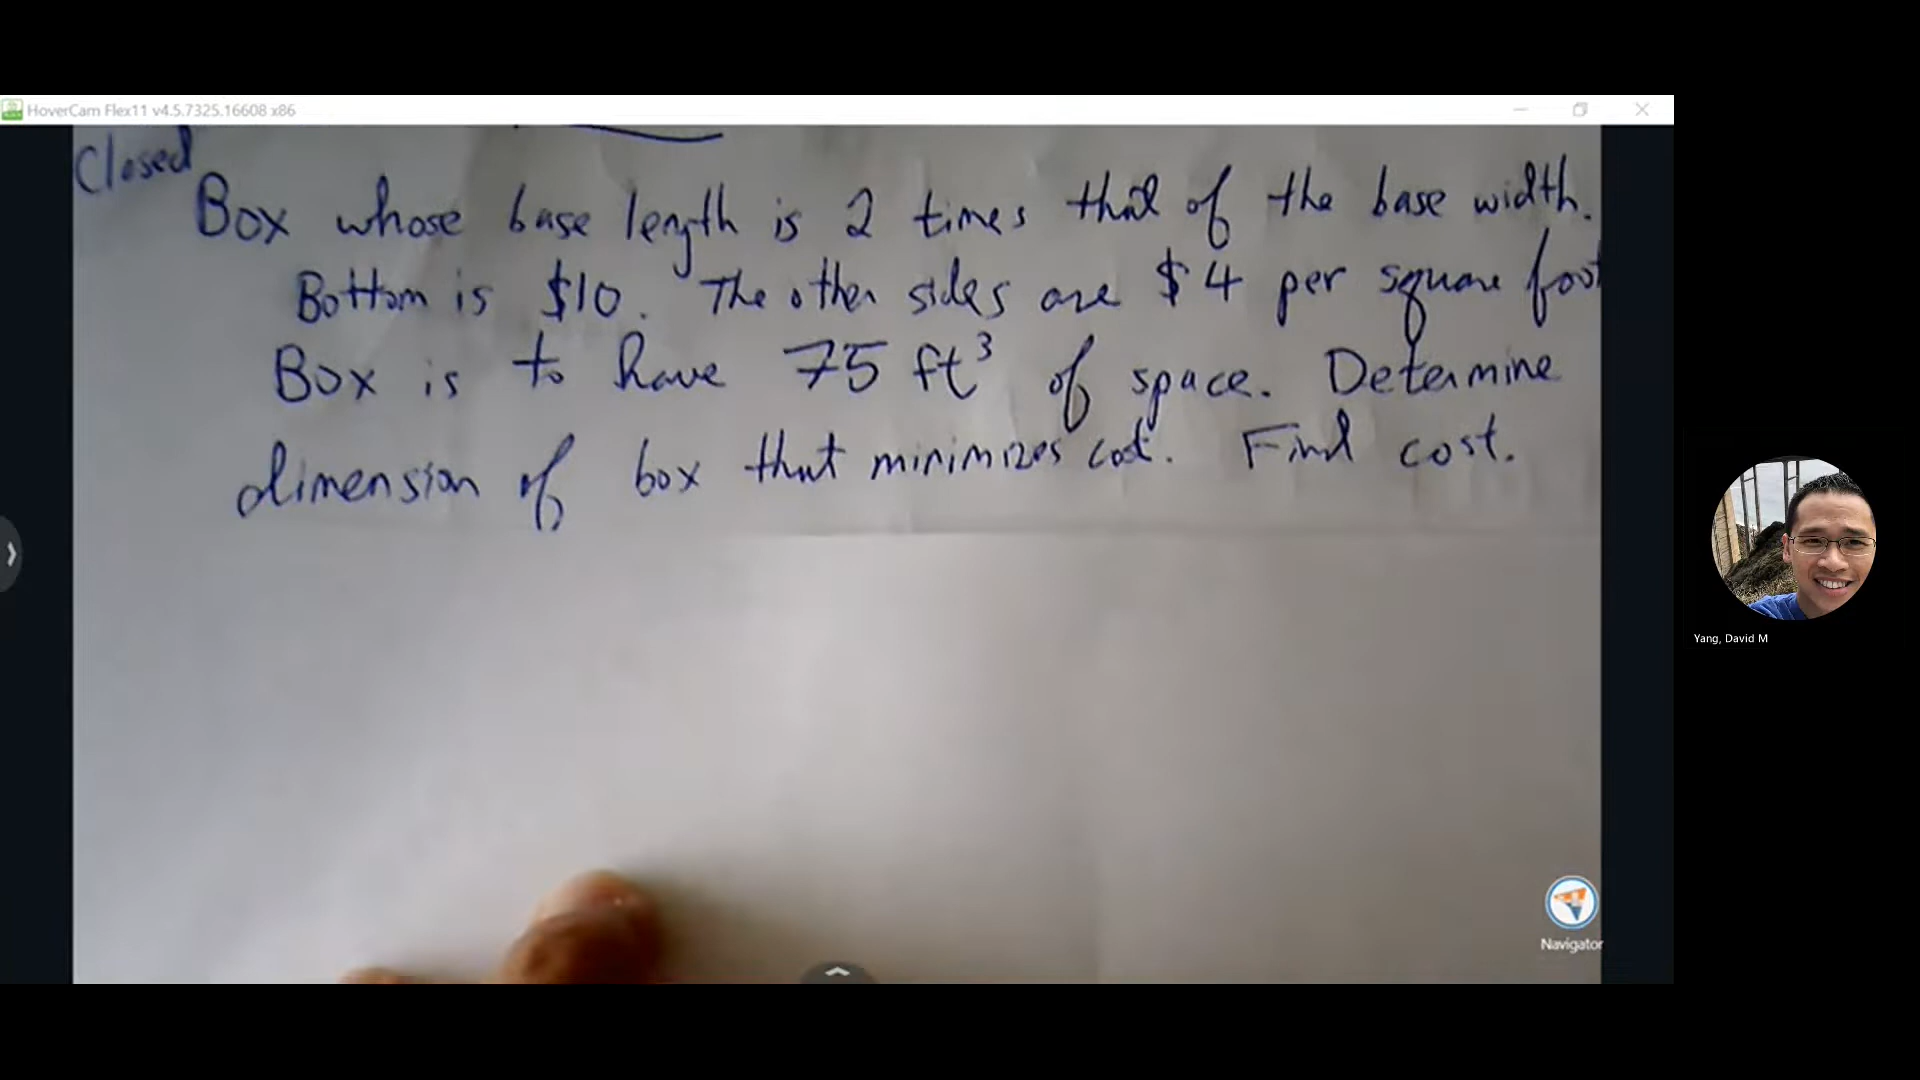 HoverCam Flex11 v4.5.7325.16608 x86
Closed
Box whose base length is 2 times that of the base width.
Bottom is $10. The other sides are $4 per square foot
Box is to have 75 ft³ of space. Determine
dimension of box that minimizes cost. Find cost.
Yang, David M
Navigator